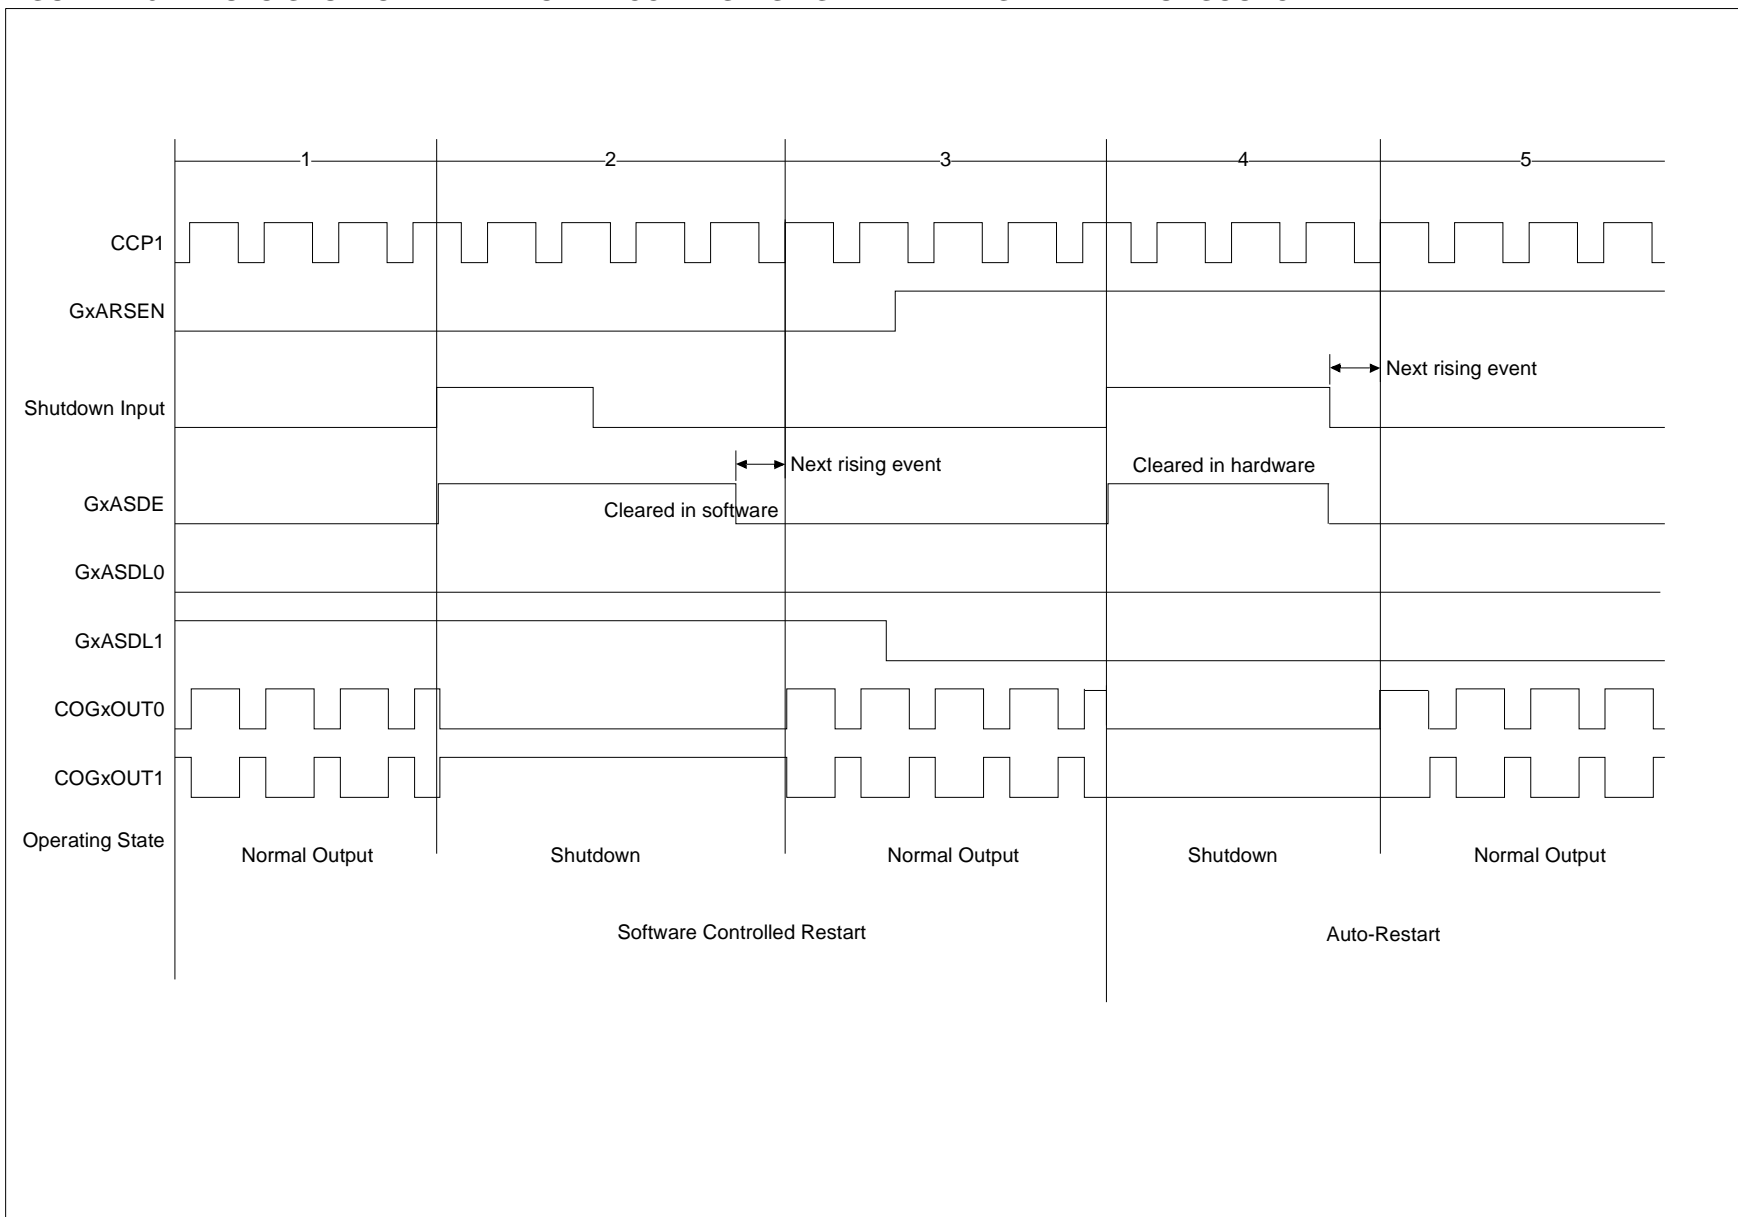 1 2 3 4 5
CCP1
GxARSEN
Next rising event
Shutdown Input
Next rising event
Cleared in hardware
GxASDE
Cleared in software
GxASDL0
GxASDL1
COGxOUT0
COGxOUT1
Operating State
Normal Output Shutdown Normal Output Shutdown Normal Output
Software Controlled Restart Auto-Restart